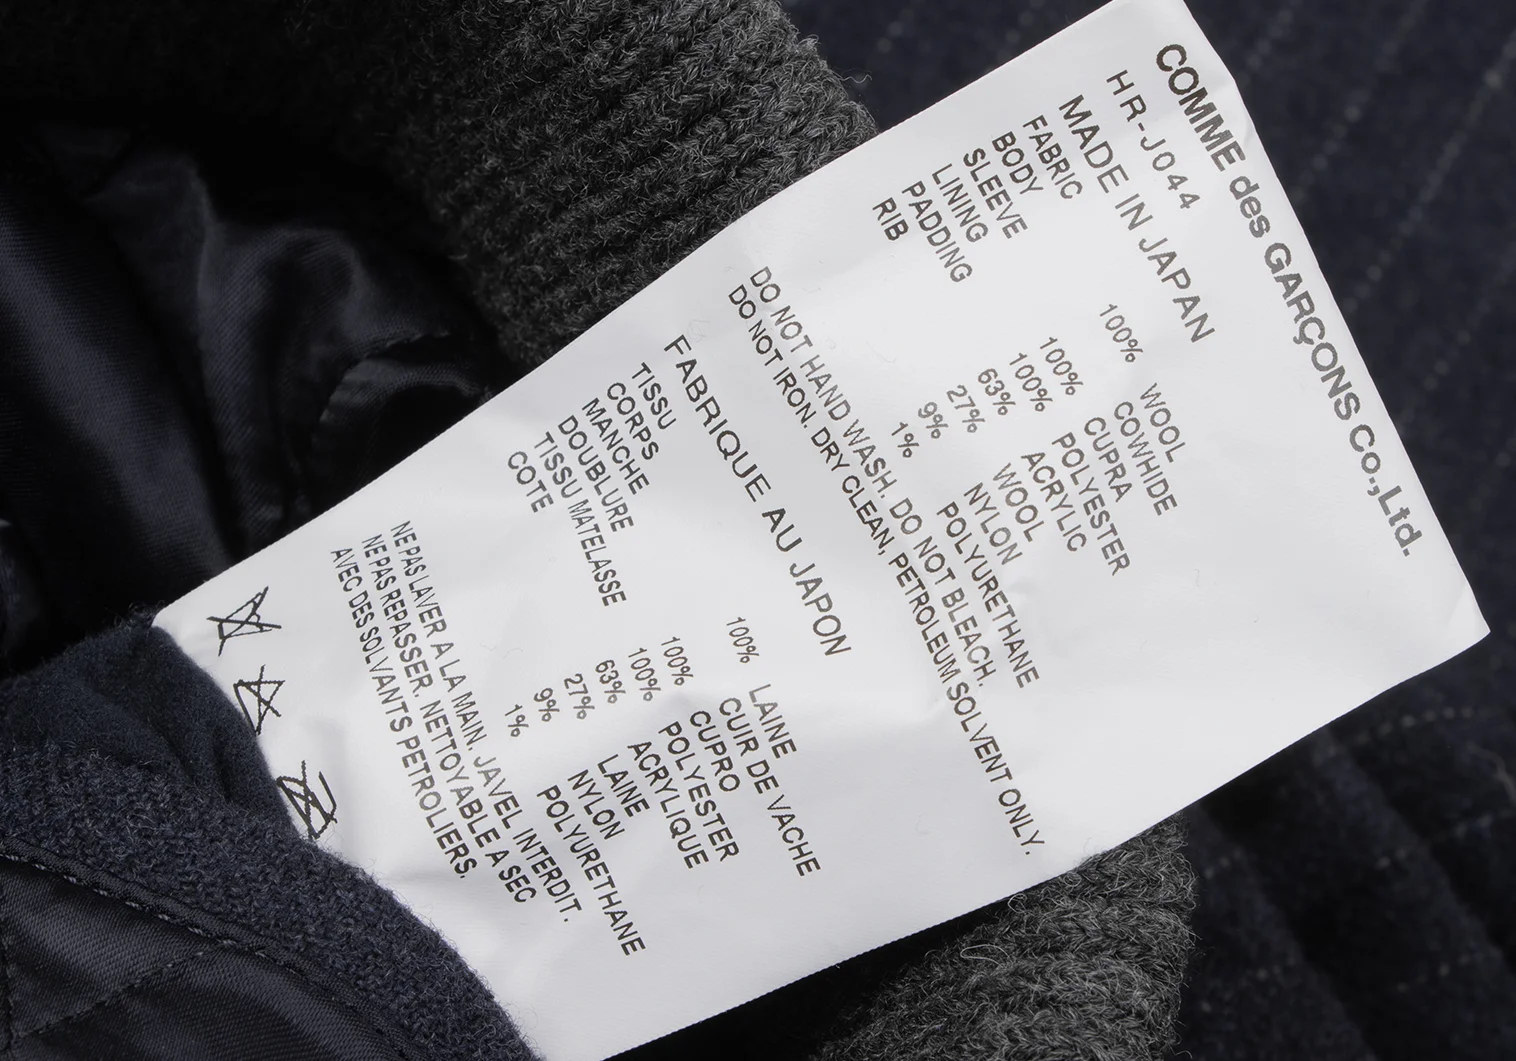 COMME des GARÇONS Co.,Ltd.
HR-J044
MADE IN JAPAN
FABRIC
BODY 100% WOOL
SLEEVE COWHIDE
LINING 100% CUPRA
PADDING 100% POLYESTER
RIB 63% ACRYLIC
27% WOOL
9% NYLON
1% POLYURETHANE
DO NOT HAND WASH. DO NOT BLEACH.
DO NOT IRON. DRY CLEAN, PETROLEUM SOLVENT ONLY.
FABRIQUE AU JAPON
TISSU
CORPS 100% LAINE
MANCHE CUIR DE VACHE
DOUBLURE 100% CUPRO
TISSU MATELASSE 100% POLYESTER
COTE 63% ACRYLIQUE
27% LAINE
9% NYLON
1% POLYURETHANE
NE PAS LAVER A LA MAIN. JAVEL INTERDIT.
NE PAS REPASSER. NETTOYABLE A SEC
AVEC DES SOLVANTS PETROLIERS.